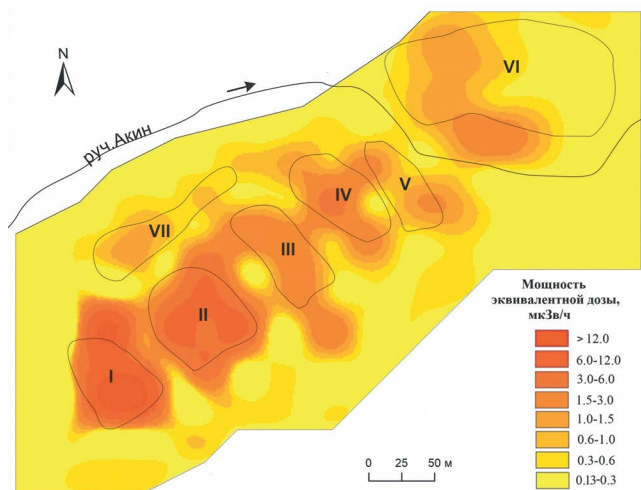 N
руч.Акин
VI
V
IV
VII
III
II
I
Мощность
эквивалентной дозы,
мкЗв/ч
> 12.0
6.0-12.0
3.0-6.0
1.5-3.0
1.0-1.5
0.6-1.0
0.3-0.6
0.13-0.3
0 25 50 м